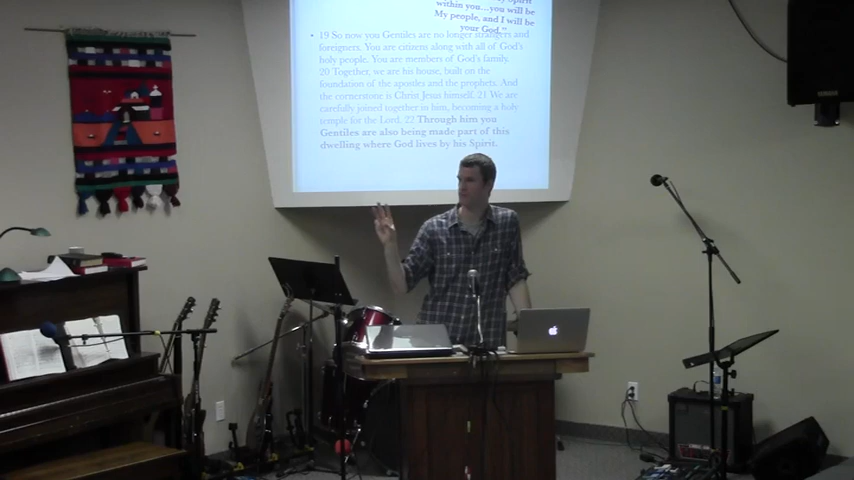 within you…you will be
My people, and I will be
your God."
• 19 So now you Gentiles are no longer strangers and
foreigners. You are citizens along with all of God's
holy people. You are members of God's family.
20 Together, we are his house, built on the
foundation of the apostles and the prophets. And
the cornerstone is Christ Jesus himself. 21 We are
carefully joined together in him, becoming a holy
temple for the Lord. 22 Through him you
Gentiles are also being made part of this
dwelling where God lives by his Spirit.
YAMAHA